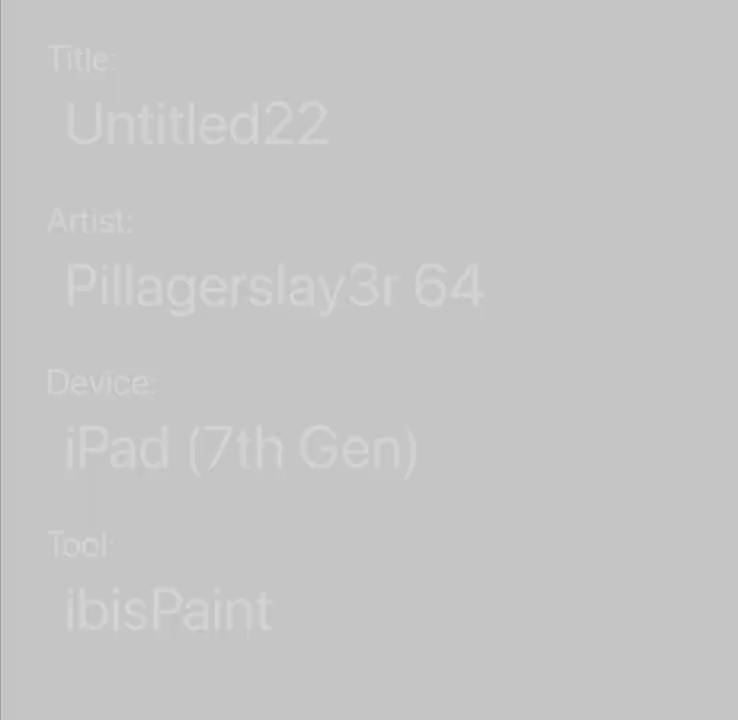 Title:
Untitled22
Artist:
Pillagerslay3r 64
Device:
iPad (7th Gen)
Tool:
ibisPaint